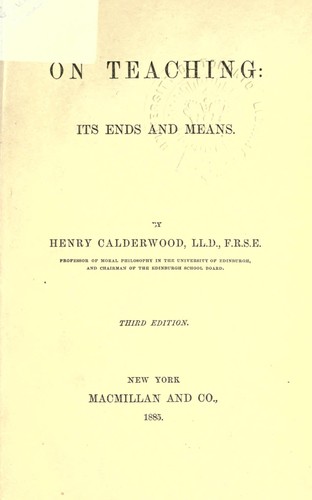 ON TEACHING:
ITS ENDS AND MEANS.
BY
HENRY CALDERWOOD, LL.D., F.R.S.E.
PROFESSOR OF MORAL PHILOSOPHY IN THE UNIVERSITY OF EDINBURGH,
AND CHAIRMAN OF THE EDINBURGH SCHOOL BOARD.
THIRD EDITION.
NEW YORK
MACMILLAN AND CO.,
1885.